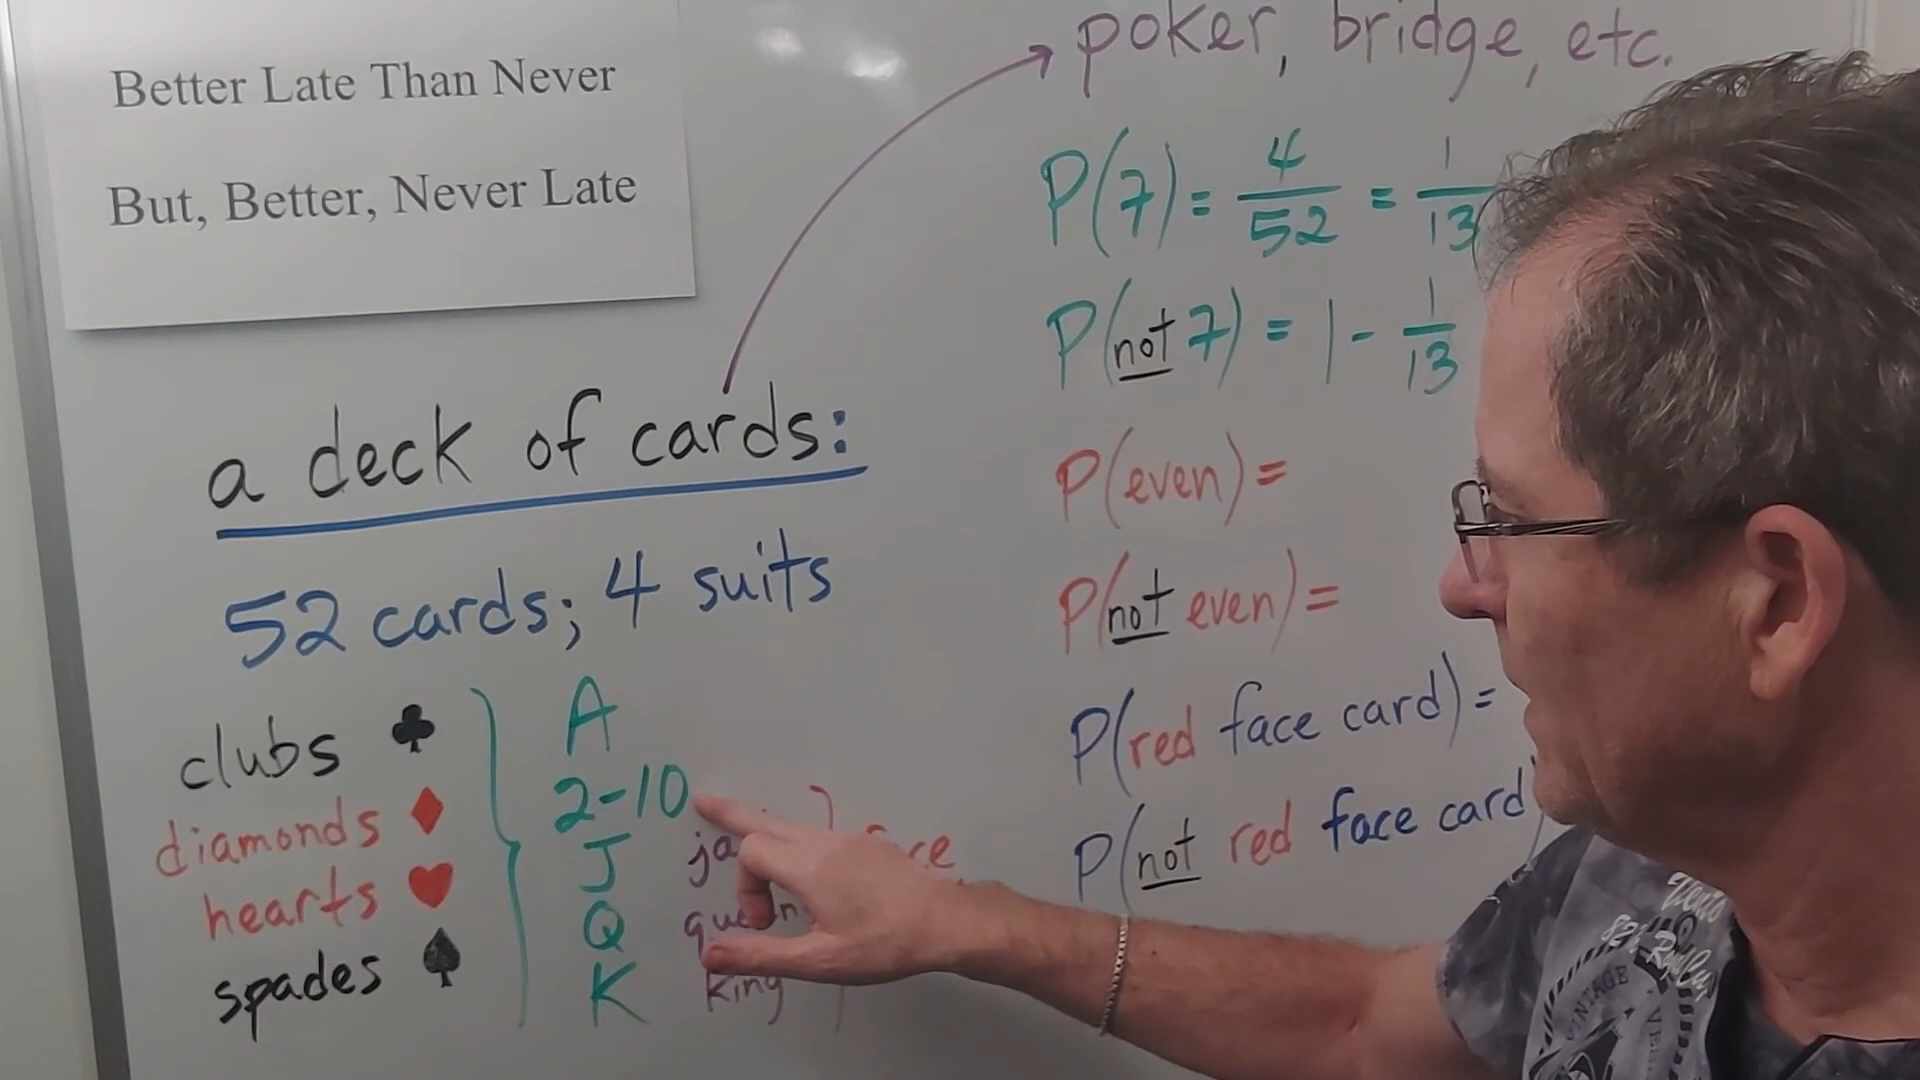 Better Late Than Never
But, Better, Never Late
poker, bridge, etc.
P(7) = 4/52 = 1/13
P(not 7) = 1 - 1/13
P(even) =
P(not even) =
P(red face card) =
P(not red face card)
a deck of cards:
52 cards; 4 suits
clubs ♣
diamonds ♦
hearts ♥
spades ♠
A
2-10
J
Q
K king
VINTAGE